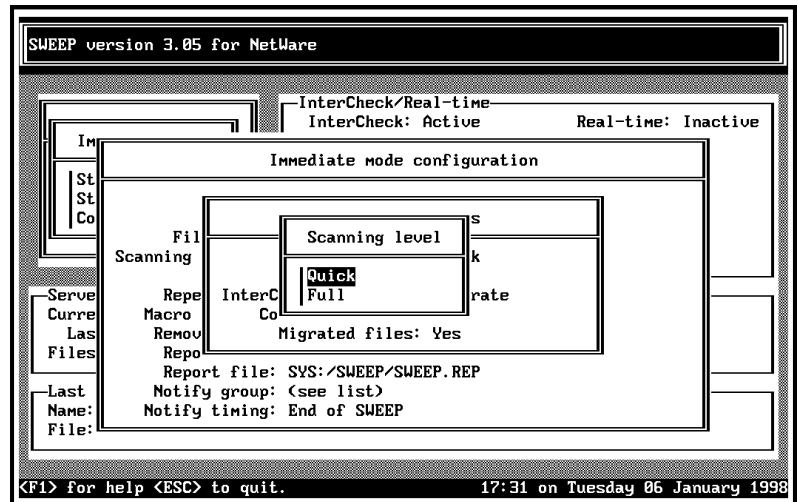 SWEEP version 3.05 for NetWare
InterCheck/Real-time
InterCheck: Active Real-time: Inactive
Im
St
St
Co
Immediate mode configuration
s
Scanning level
Fil
Scanning k
Quick
Full
Serve Repe InterC rate
Curre Macro Co
Las Remov Migrated files: Yes
Files Repo
Report file: SYS:/SWEEP/SWEEP.REP
Last Notify group: (see list)
Name: Notify timing: End of SWEEP
File:
<F1> for help <ESC> to quit. 17:31 on Tuesday 06 January 1998